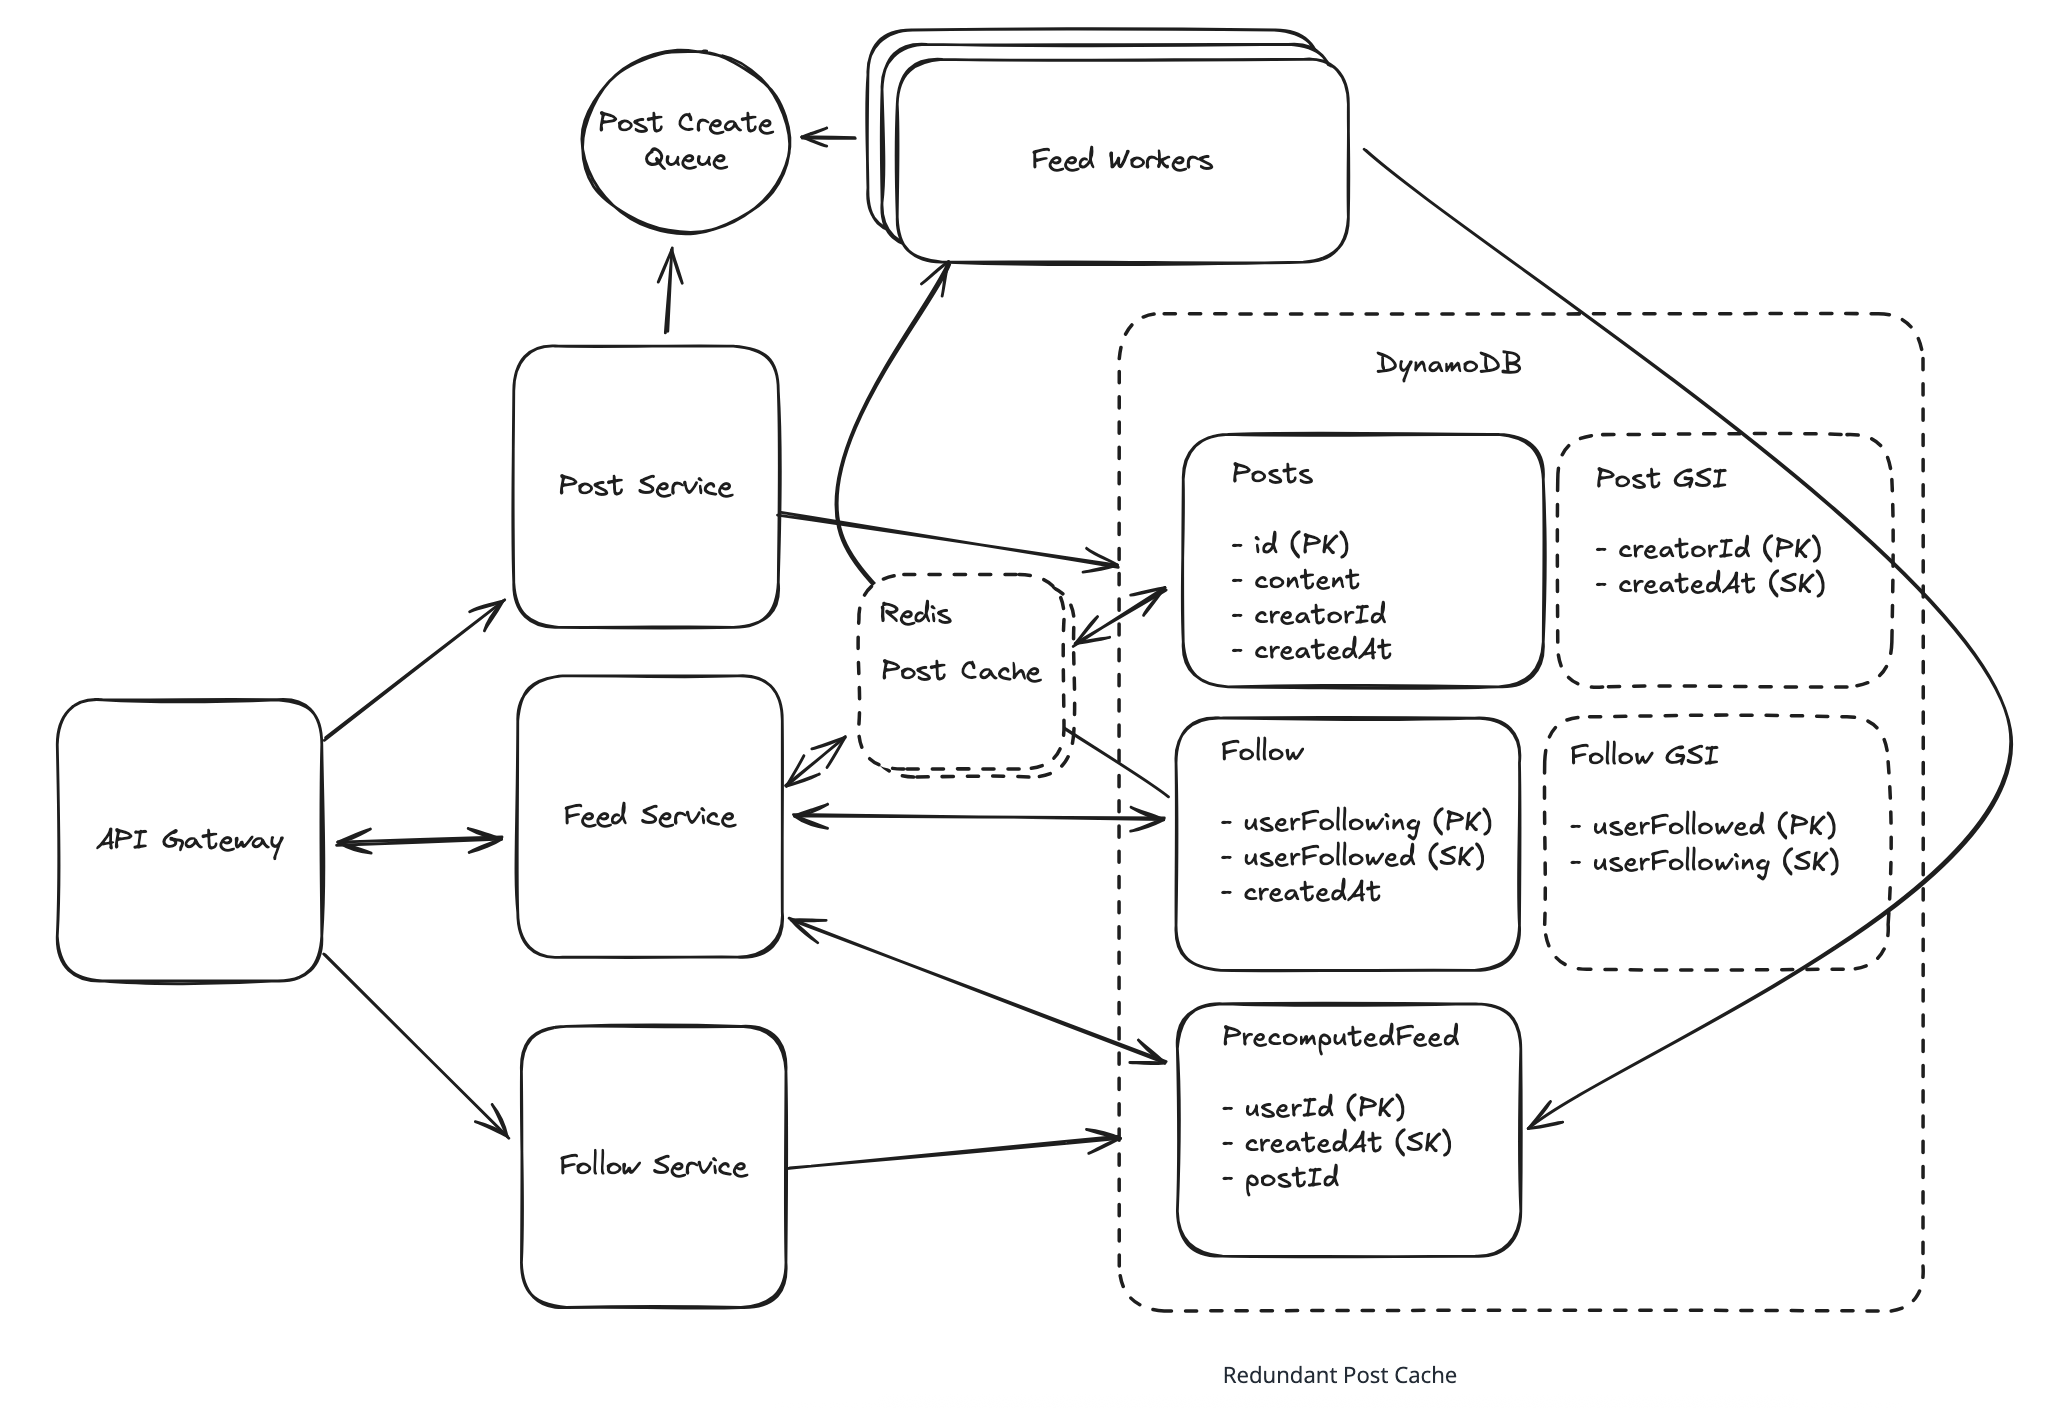 Post Create
Queue
Feed Workers
DynamoDB
Post Service
Posts
- id (PK)
- content
- creatorId
- createdAt
Post GSI
- creatorId (PK)
- createdAt (SK)
Redis
Post Cache
API Gateway
Feed Service
Follow
- userFollowing (PK)
- userFollowed (SK)
- createdAt
Follow GSI
- userFollowed (PK)
- userFollowing (SK)
Follow Service
PrecomputedFeed
- userId (PK)
- createdAt (SK)
- postId
Redundant Post Cache